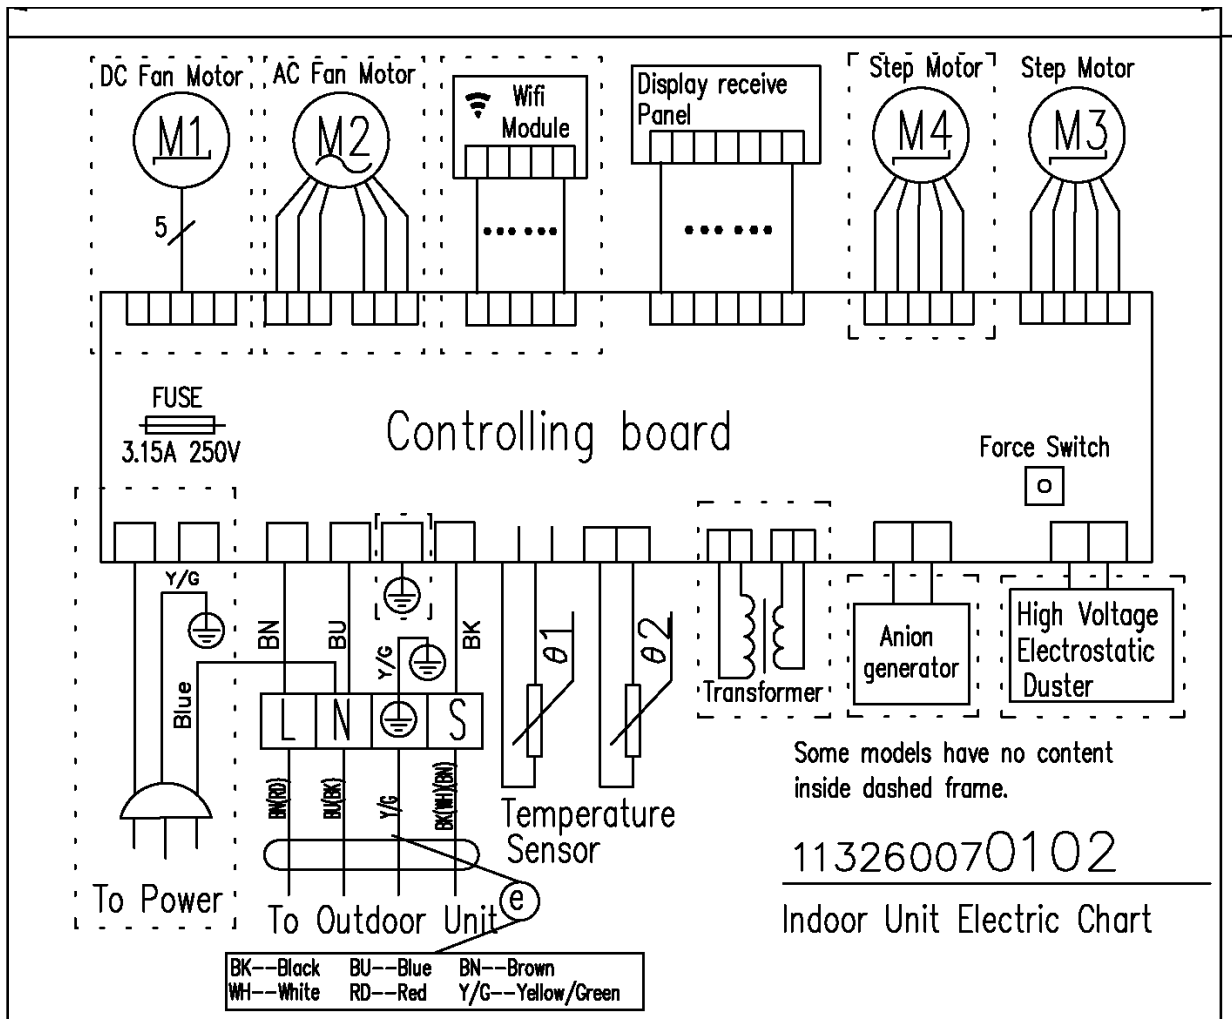 DC Fan Motor
AC Fan Motor
Wifi
Module
Display receive
Panel
Step Motor
Step Motor
M1
M2
M4
M3
5
FUSE
3.15A 250V
Controlling board
Force Switch
Y/G
BN
BU
Y/G
BK
θ1
θ2
Blue
L N S
Transformer
Anion
generator
High Voltage
Electrostatic
Duster
BN(RD)
BU(BK)
Y/G
BK(WH)(BN)
Temperature
Sensor
Some models have no content
inside dashed frame.
To Power
To Outdoor Unit
e
113260070102
Indoor Unit Electric Chart
BK--Black BU--Blue BN--Brown
WH--White RD--Red Y/G--Yellow/Green